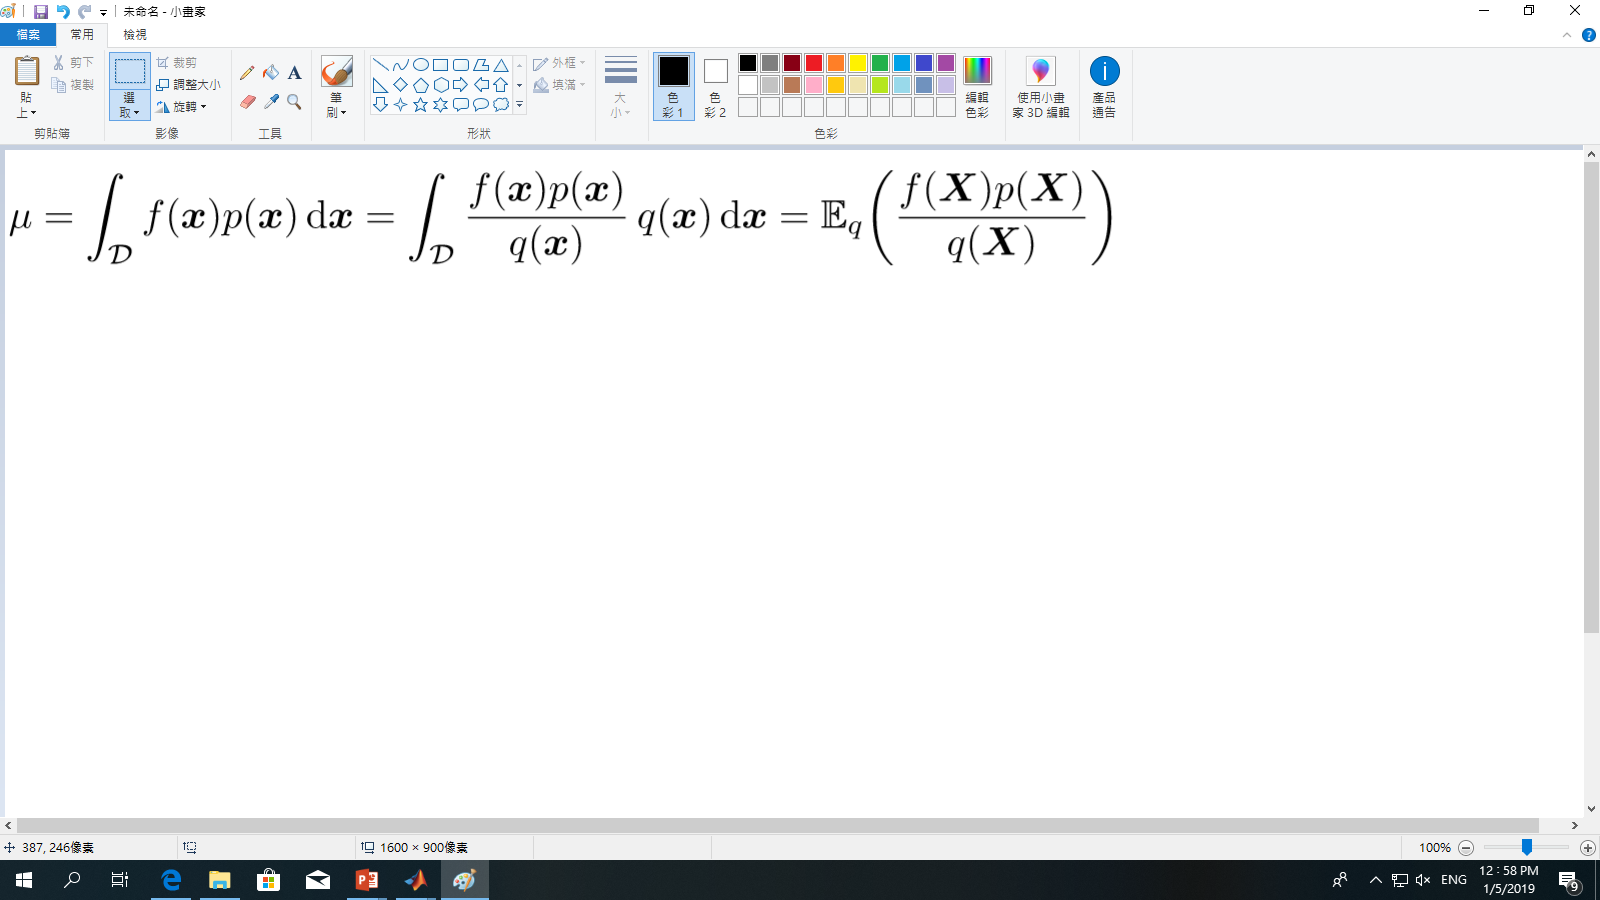 未命名 - 小畫家
檔案 常用 檢視
貼上 剪下 複製 剪貼簿
選取 裁剪 調整大小 旋轉 影像
A 工具
筆刷
外框 填滿 形狀
大小
色彩 1 色彩 2 編輯色彩 色彩
使用小畫家 3D 編輯
產品通告
μ = ∫_𝒟 f(𝒙)p(𝒙) d𝒙 = ∫_𝒟 f(𝒙)p(𝒙)/q(𝒙) q(𝒙) d𝒙 = 𝔼_q ( f(𝑿)p(𝑿)/q(𝑿) )
387, 246像素 1600 × 900像素 100%
ENG 12 : 58 PM
1/5/2019 9